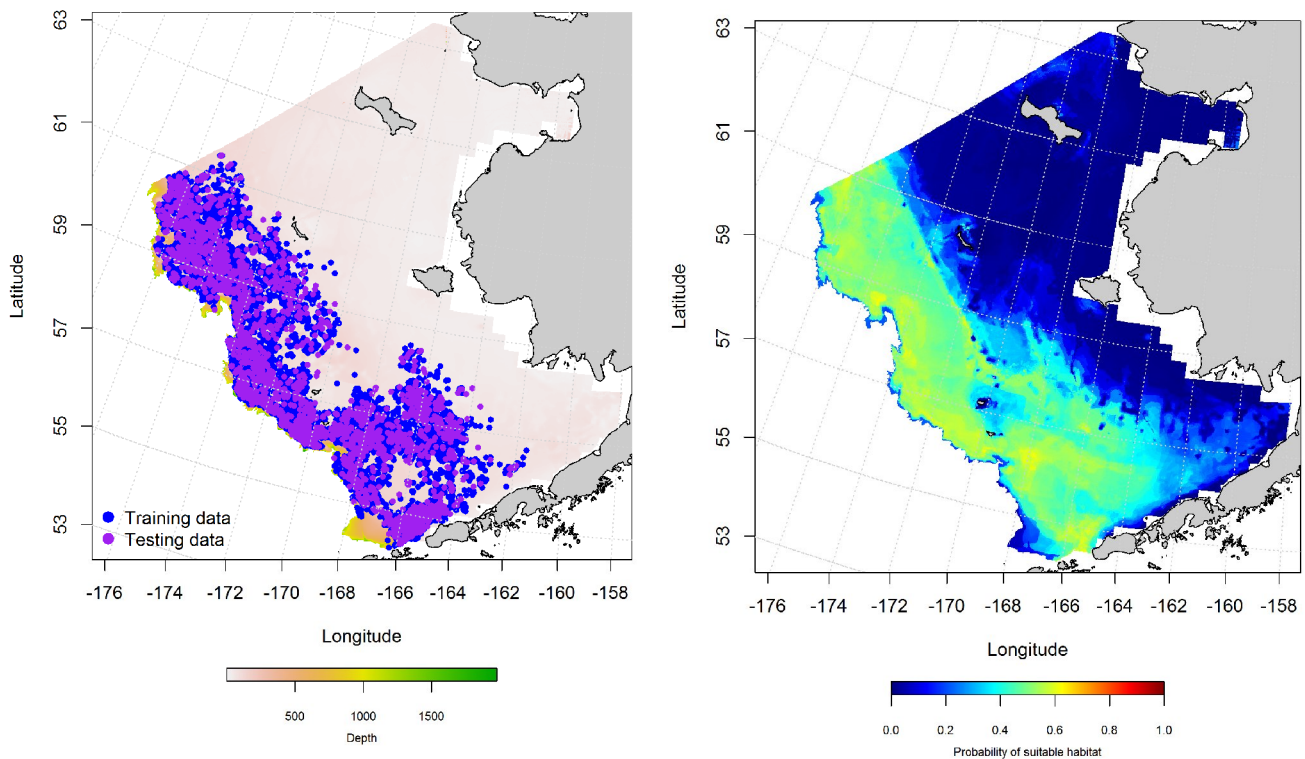 63
61
59
57
55
53
Latitude
Training data
Testing data
-176 -174 -172 -170 -168 -166 -164 -162 -160 -158
Longitude
500 1000 1500
Depth
63
61
59
57
55
53
Latitude
-176 -174 -172 -170 -168 -166 -164 -162 -160 -158
Longitude
0.0 0.2 0.4 0.6 0.8 1.0
Probability of suitable habitat